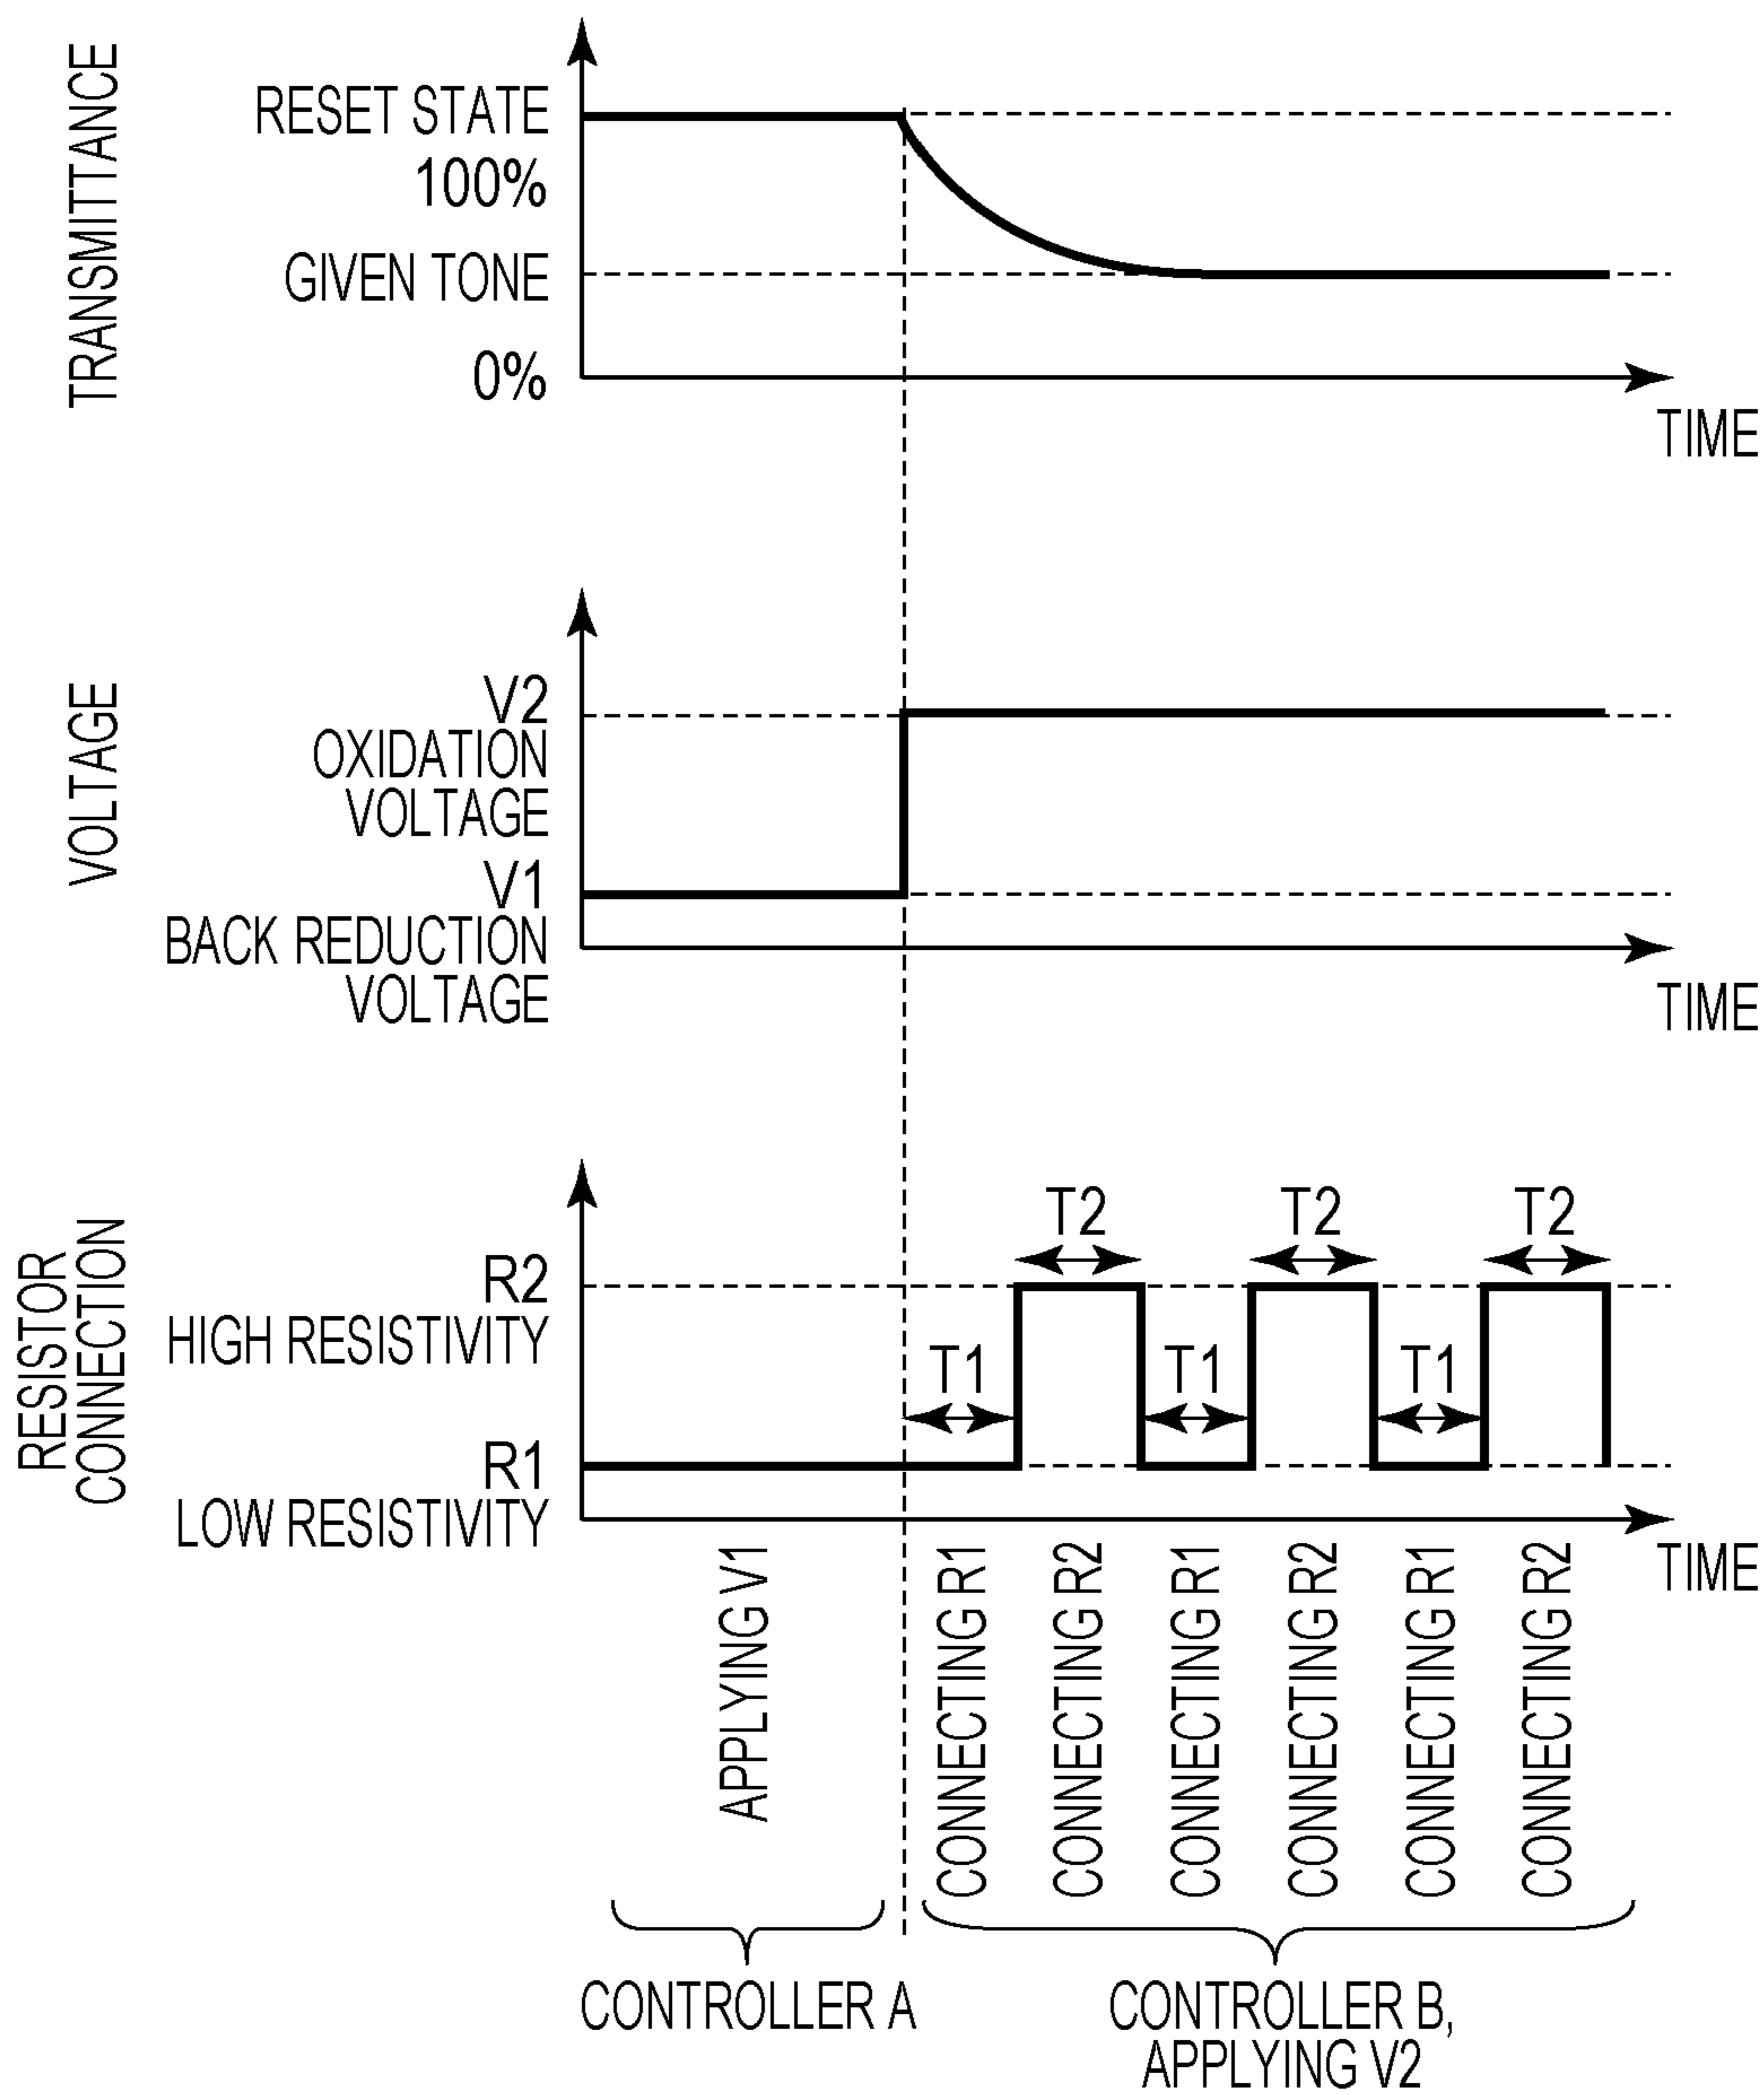 TRANSMITTANCE
RESET STATE
100%
GIVEN TONE
0%
TIME
VOLTAGE
V2
OXIDATION
VOLTAGE
V1
BACK REDUCTION
VOLTAGE
TIME
RESISTOR
CONNECTION
R2
HIGH RESISTIVITY
R1
LOW RESISTIVITY
T2
T2
T2
T1
T1
T1
TIME
APPLYING V1
CONNECTING R1
CONNECTING R2
CONNECTING R1
CONNECTING R2
CONNECTING R1
CONNECTING R2
CONTROLLER A
CONTROLLER B,
APPLYING V2